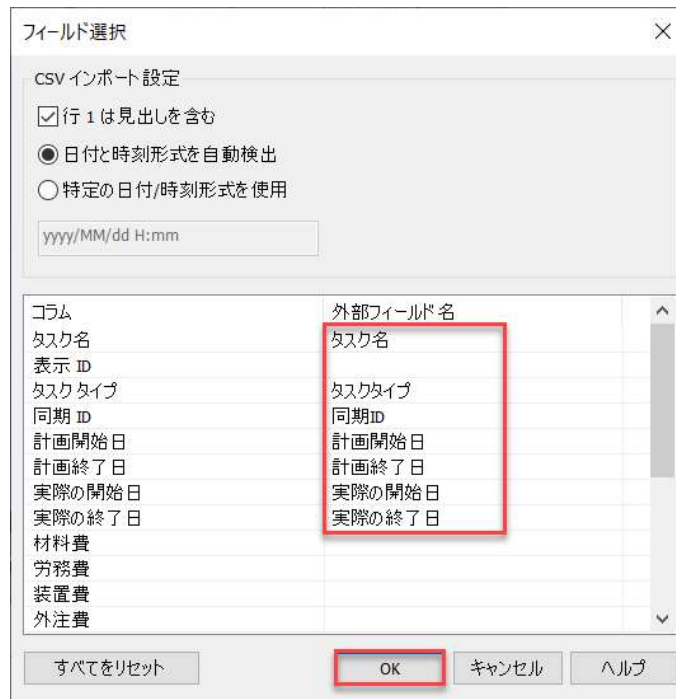 フィールド選択
CSV インポート設定
行 1 は見出しを含む
日付と時刻形式を自動検出
特定の日付/時刻形式を使用
yyyy/MM/dd H:mm
コラム 外部フィールド名
タスク名 タスク名
表示 ID
タスク タイプ タスクタイプ
同期 ID 同期ID
計画開始日 計画開始日
計画終了日 計画終了日
実際の開始日 実際の開始日
実際の終了日 実際の終了日
材料費
労務費
装置費
外注費
すべてをリセット OK キャンセル ヘルプ